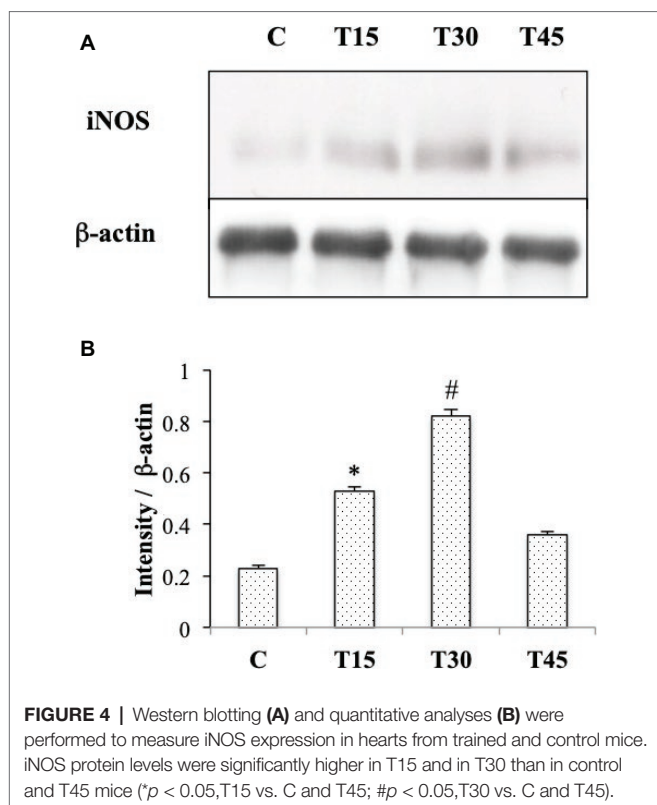 A
C T15 T30 T45
iNOS
β-actin
B
Intensity / β-actin
1
0.8
0.6
0.4
0.2
0
*
#
C T15 T30 T45
FIGURE 4 | Western blotting (A) and quantitative analyses (B) were
performed to measure iNOS expression in hearts from trained and control mice.
iNOS protein levels were significantly higher in T15 and in T30 than in control
and T45 mice (*p < 0.05,T15 vs. C and T45; #p < 0.05,T30 vs. C and T45).